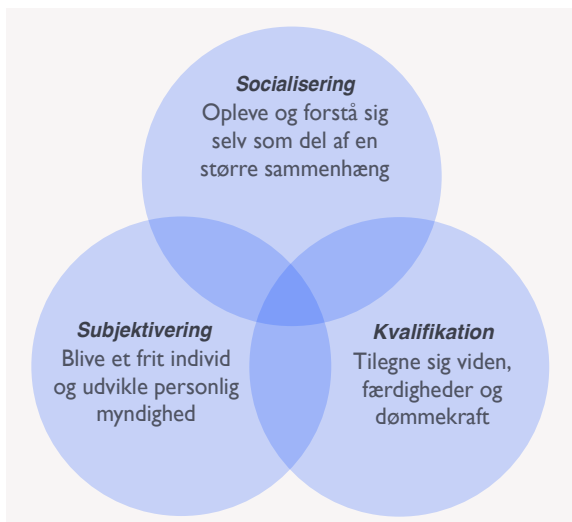 Socialisering
Opleve og forstå sig
selv som del af en
større sammenhæng
Subjektivering
Blive et frit individ
og udvikle personlig
myndighed
Kvalifikation
Tilegne sig viden,
færdigheder og
dømmekraft